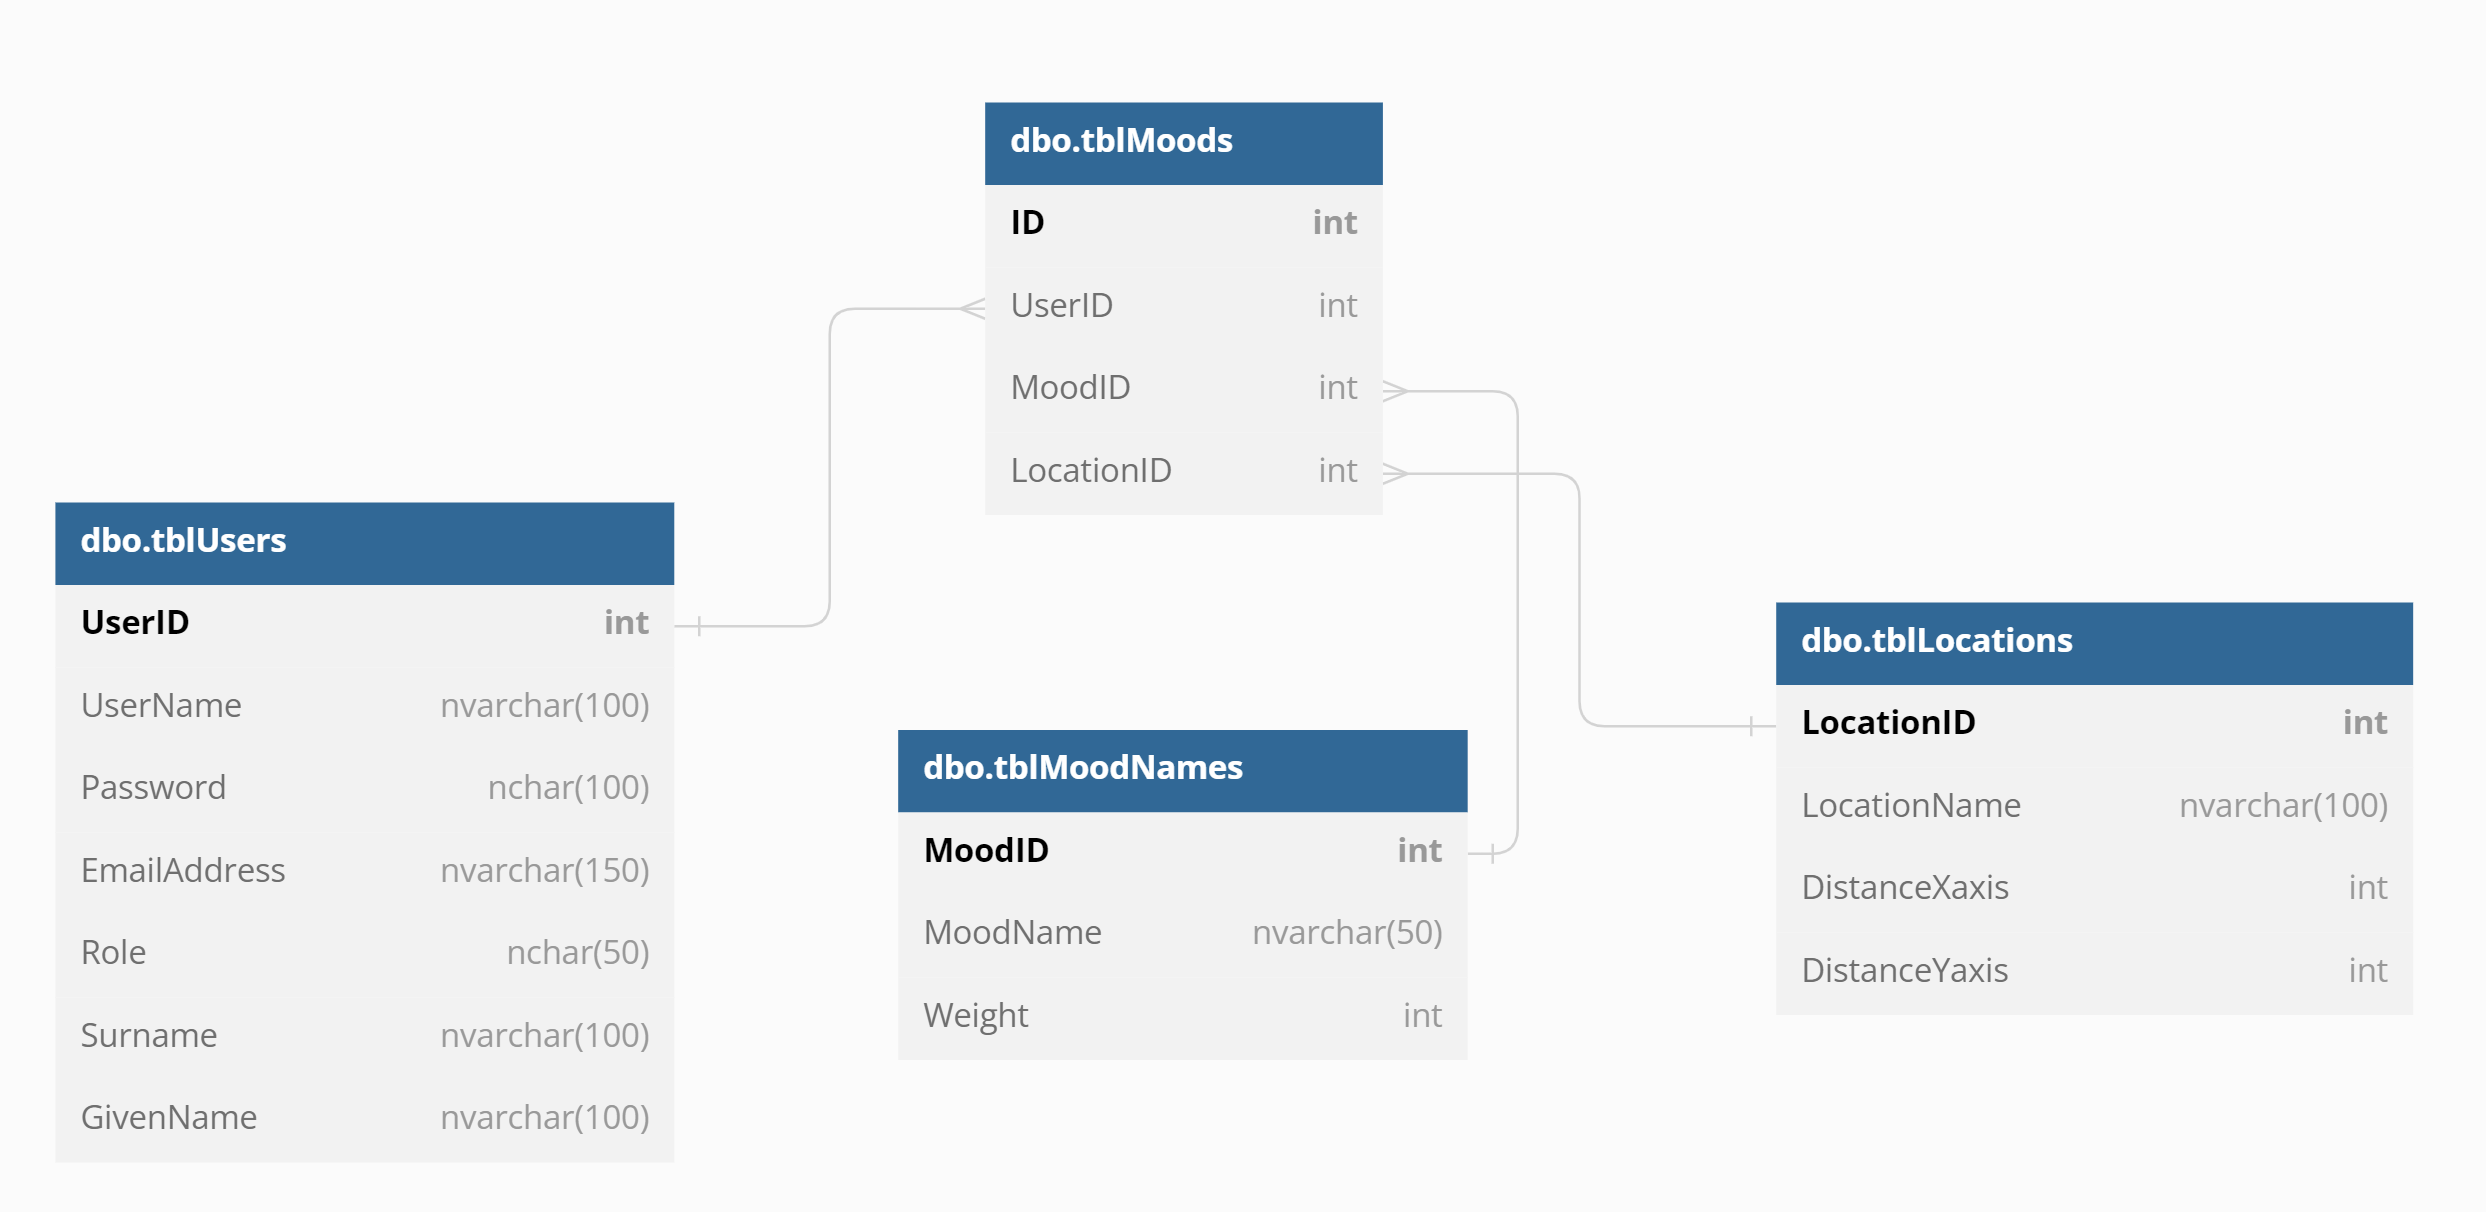 dbo.tblMoods
ID int
UserID int
MoodID int
LocationID int
dbo.tblUsers
UserID int
UserName nvarchar(100)
Password nchar(100)
EmailAddress nvarchar(150)
Role nchar(50)
Surname nvarchar(100)
GivenName nvarchar(100)
dbo.tblMoodNames
MoodID int
MoodName nvarchar(50)
Weight int
dbo.tblLocations
LocationID int
LocationName nvarchar(100)
DistanceXaxis int
DistanceYaxis int